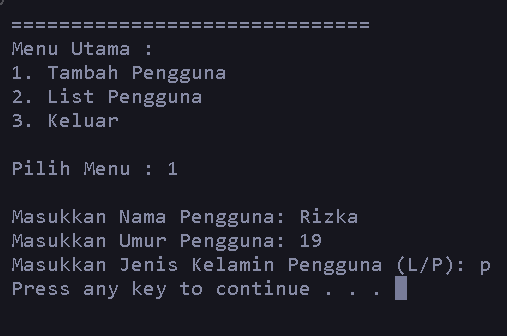 ==============================
Menu Utama :
1. Tambah Pengguna
2. List Pengguna
3. Keluar
Pilih Menu : 1
Masukkan Nama Pengguna: Rizka
Masukkan Umur Pengguna: 19
Masukkan Jenis Kelamin Pengguna (L/P): p
Press any key to continue . . .